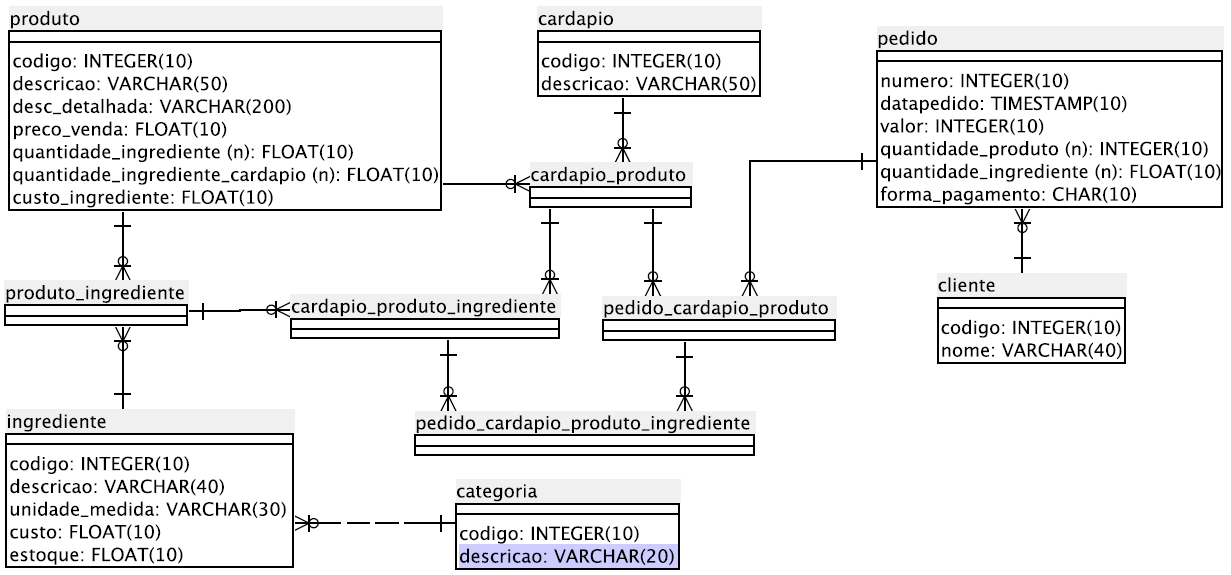 produto
codigo: INTEGER(10)
descricao: VARCHAR(50)
desc_detalhada: VARCHAR(200)
preco_venda: FLOAT(10)
quantidade_ingrediente (n): FLOAT(10)
quantidade_ingrediente_cardapio (n): FLOAT(10)
custo_ingrediente: FLOAT(10)
cardapio
codigo: INTEGER(10)
descricao: VARCHAR(50)
pedido
numero: INTEGER(10)
datapedido: TIMESTAMP(10)
valor: INTEGER(10)
quantidade_produto (n): INTEGER(10)
quantidade_ingrediente (n): FLOAT(10)
forma_pagamento: CHAR(10)
cardapio_produto
produto_ingrediente
cardapio_produto_ingrediente
pedido_cardapio_produto
cliente
codigo: INTEGER(10)
nome: VARCHAR(40)
pedido_cardapio_produto_ingrediente
ingrediente
codigo: INTEGER(10)
descricao: VARCHAR(40)
unidade_medida: VARCHAR(30)
custo: FLOAT(10)
estoque: FLOAT(10)
categoria
codigo: INTEGER(10)
descricao: VARCHAR(20)